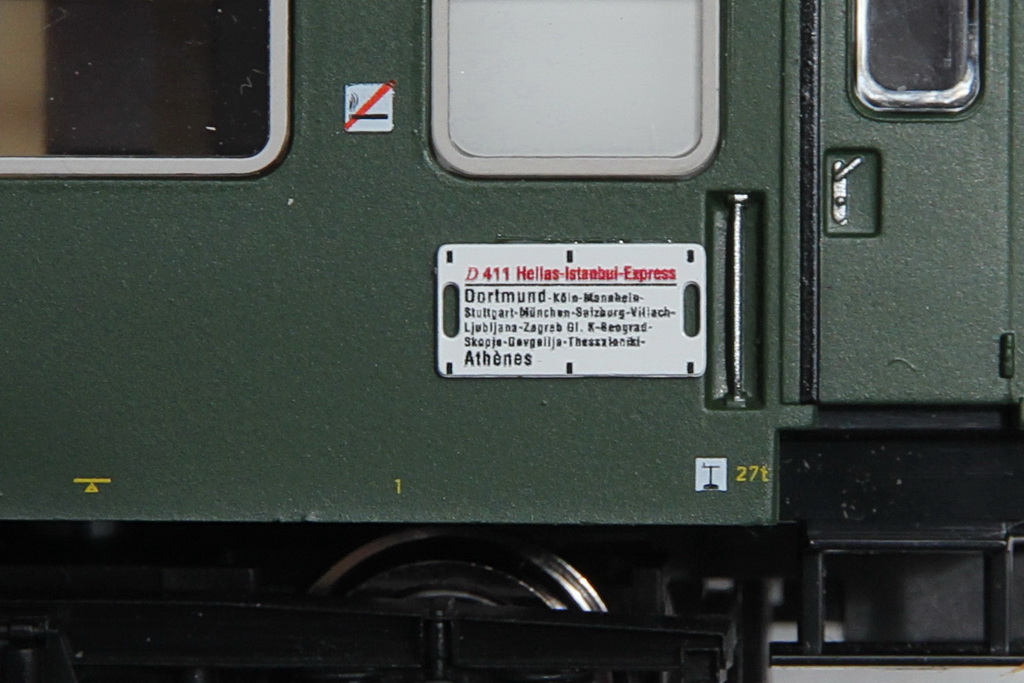 D 411 Hellas-Istanbul-Express
Dortmund-Köln-Mannheim-
Stuttgart-München-Salzburg-Villach-
Ljubljana-Zagreb Gl. K-Beograd-
Skopje-Gevgelija-Thessaloniki-
Athènes
1
27t